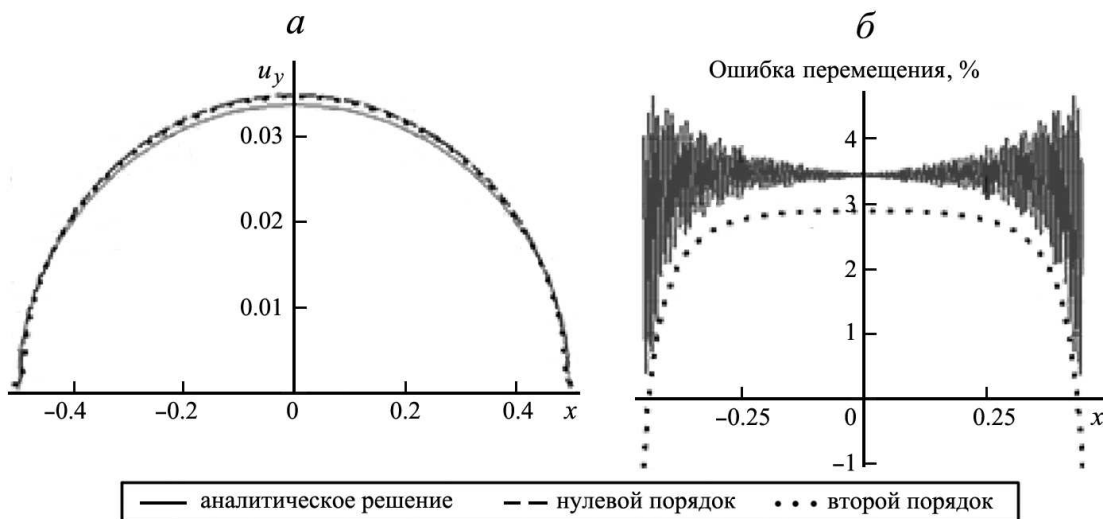 а
б
u_y
Ошибка перемещения, %
0.03
0.02
0.01
−0.4
−0.2
0
0.2
0.4
x
4
3
2
1
−0.25
0
0.25
x
−1
аналитическое решение
нулевой порядок
второй порядок